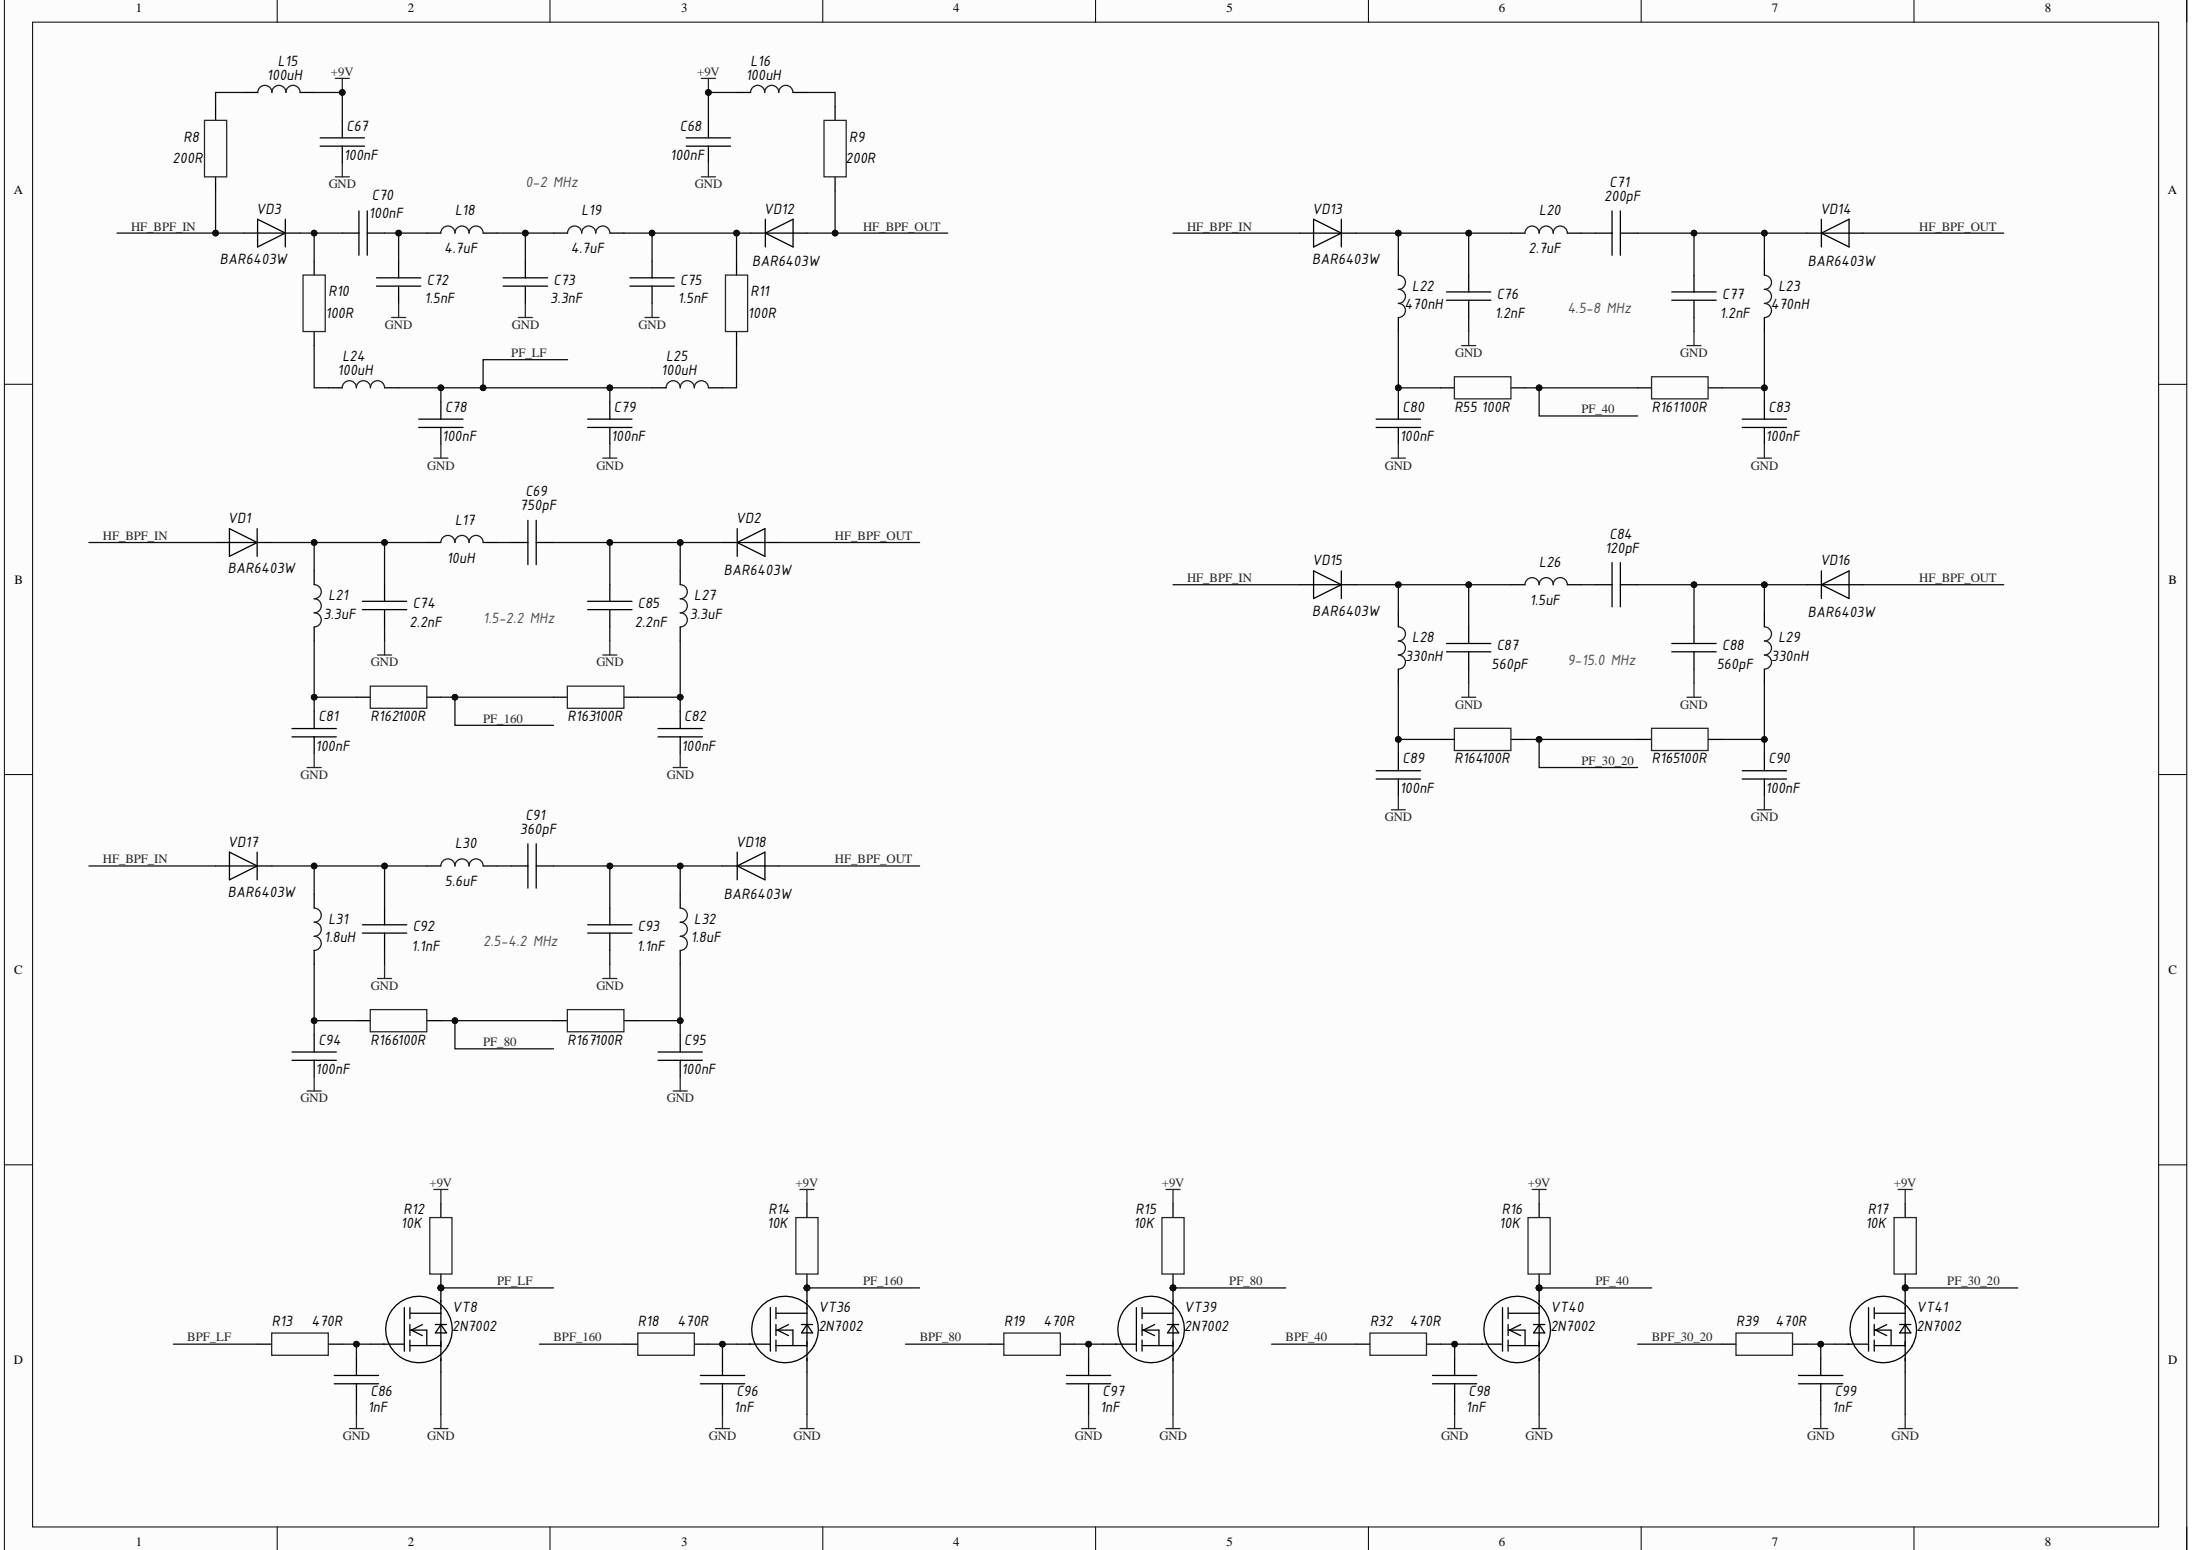 1 2 3 4 5 6 7 8
A
A
B
B
C
C
D
D
L15
100uH
+9V
R8
200R
C67
100nF
GND
+9V
L16
100uH
C68
100nF
GND
R9
200R
0-2 MHz
HF_BPF_IN
VD3
BAR6403W
C70
100nF
L18
4.7uF
L19
4.7uF
VD12
BAR6403W
HF_BPF_OUT
R10
100R
C72
1.5nF
GND
C73
3.3nF
GND
C75
1.5nF
GND
R11
100R
L24
100uH
PF_LF
L25
100uH
C78
100nF
GND
C79
100nF
GND
HF_BPF_IN
VD13
BAR6403W
L20
2.7uF
C71
200pF
VD14
BAR6403W
HF_BPF_OUT
L22
470nH
C76
1.2nF
GND
4.5-8 MHz
C77
1.2nF
GND
L23
470nH
C80
100nF
GND
R55 100R
PF_40
R161100R
C83
100nF
GND
HF_BPF_IN
VD1
BAR6403W
L17
10uH
C69
750pF
VD2
BAR6403W
HF_BPF_OUT
L21
3.3uF
C74
2.2nF
GND
1.5-2.2 MHz
C85
2.2nF
GND
L27
3.3uF
C81
100nF
GND
R162100R
PF_160
R163100R
C82
100nF
GND
HF_BPF_IN
VD15
BAR6403W
L26
1.5uF
C84
120pF
VD16
BAR6403W
HF_BPF_OUT
L28
330nH
C87
560pF
GND
9-15.0 MHz
C88
560pF
GND
L29
330nH
C89
100nF
GND
R164100R
PF_30_20
R165100R
C90
100nF
GND
HF_BPF_IN
VD17
BAR6403W
L30
5.6uF
C91
360pF
VD18
BAR6403W
HF_BPF_OUT
L31
1.8uH
C92
1.1nF
GND
2.5-4.2 MHz
C93
1.1nF
GND
L32
1.8uF
C94
100nF
GND
R166100R
PF_80
R167100R
C95
100nF
GND
+9V
R12
10K
PF_LF
VT8
2N7002
BPF_LF
R13 470R
C86
1nF
GND
GND
+9V
R14
10K
PF_160
VT36
2N7002
BPF_160
R18 470R
C96
1nF
GND
GND
+9V
R15
10K
PF_80
VT39
2N7002
BPF_80
R19 470R
C97
1nF
GND
GND
+9V
R16
10K
PF_40
VT40
2N7002
BPF_40
R32 470R
C98
1nF
GND
GND
+9V
R17
10K
PF_30_20
VT41
2N7002
BPF_30_20
R39 470R
C99
1nF
GND
GND
1 2 3 4 5 6 7 8